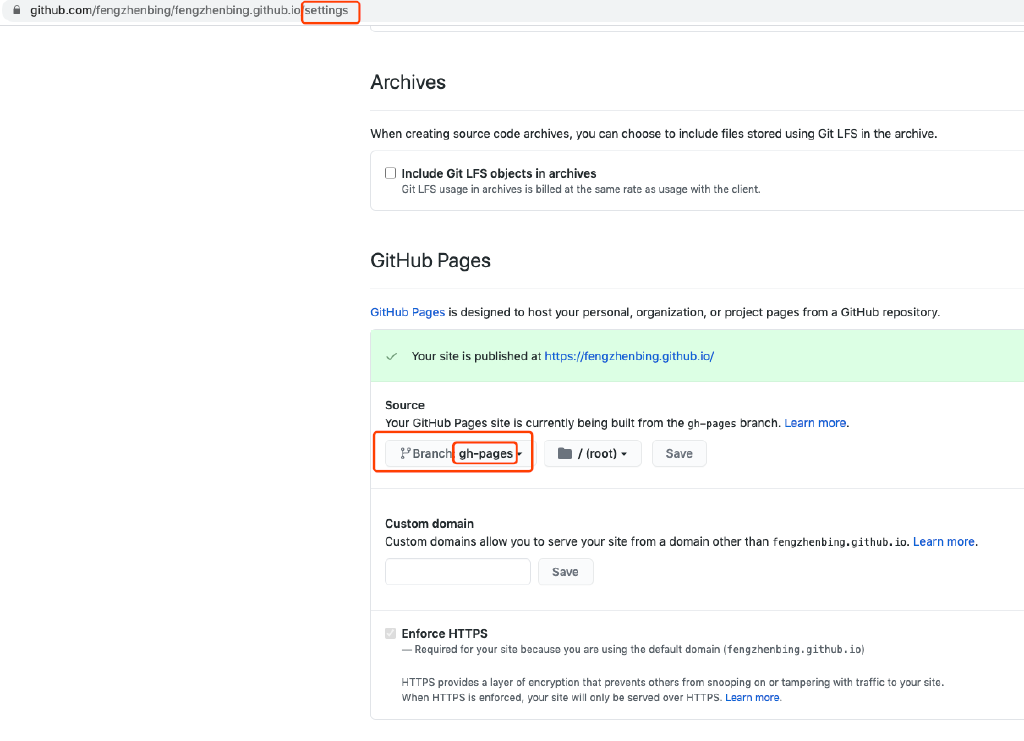 github.com/fengzhenbing/fengzhenbing.github.io/settings
Archives
When creating source code archives, you can choose to include files stored using Git LFS in the archive.
Include Git LFS objects in archives
Git LFS usage in archives is billed at the same rate as usage with the client.
GitHub Pages
GitHub Pages is designed to host your personal, organization, or project pages from a GitHub repository.
Your site is published at https://fengzhenbing.github.io/
Source
Your GitHub Pages site is currently being built from the gh-pages branch. Learn more.
Branch: gh-pages / (root) Save
Custom domain
Custom domains allow you to serve your site from a domain other than fengzhenbing.github.io. Learn more.
Save
Enforce HTTPS
— Required for your site because you are using the default domain (fengzhenbing.github.io)
HTTPS provides a layer of encryption that prevents others from snooping on or tampering with traffic to your site.
When HTTPS is enforced, your site will only be served over HTTPS. Learn more.